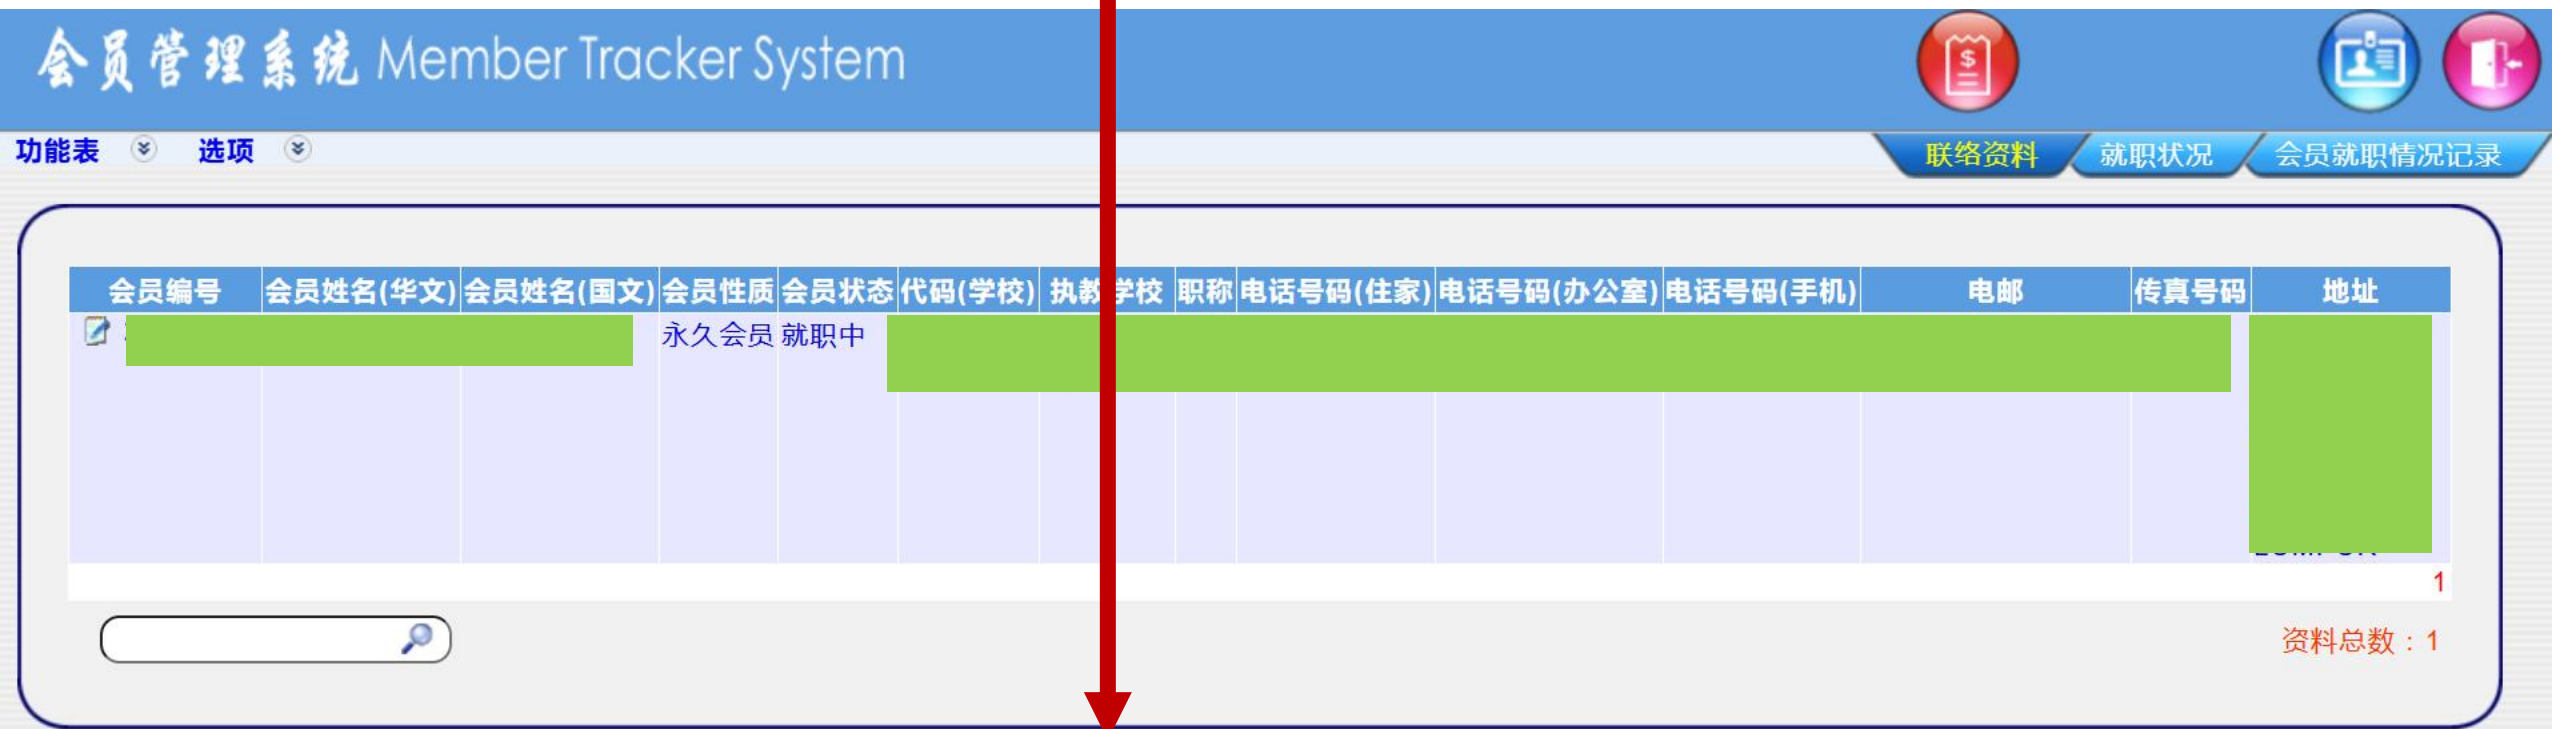 会员管理系统 Member Tracker System
功能表 选项 联络资料 就职状况 会员就职情况记录
会员编号 会员姓名(华文) 会员姓名(国文) 会员性质 会员状态 代码(学校) 执教学校 职称 电话号码(住家) 电话号码(办公室) 电话号码(手机) 电邮 传真号码 地址
永久会员 就职中
1
资料总数：1